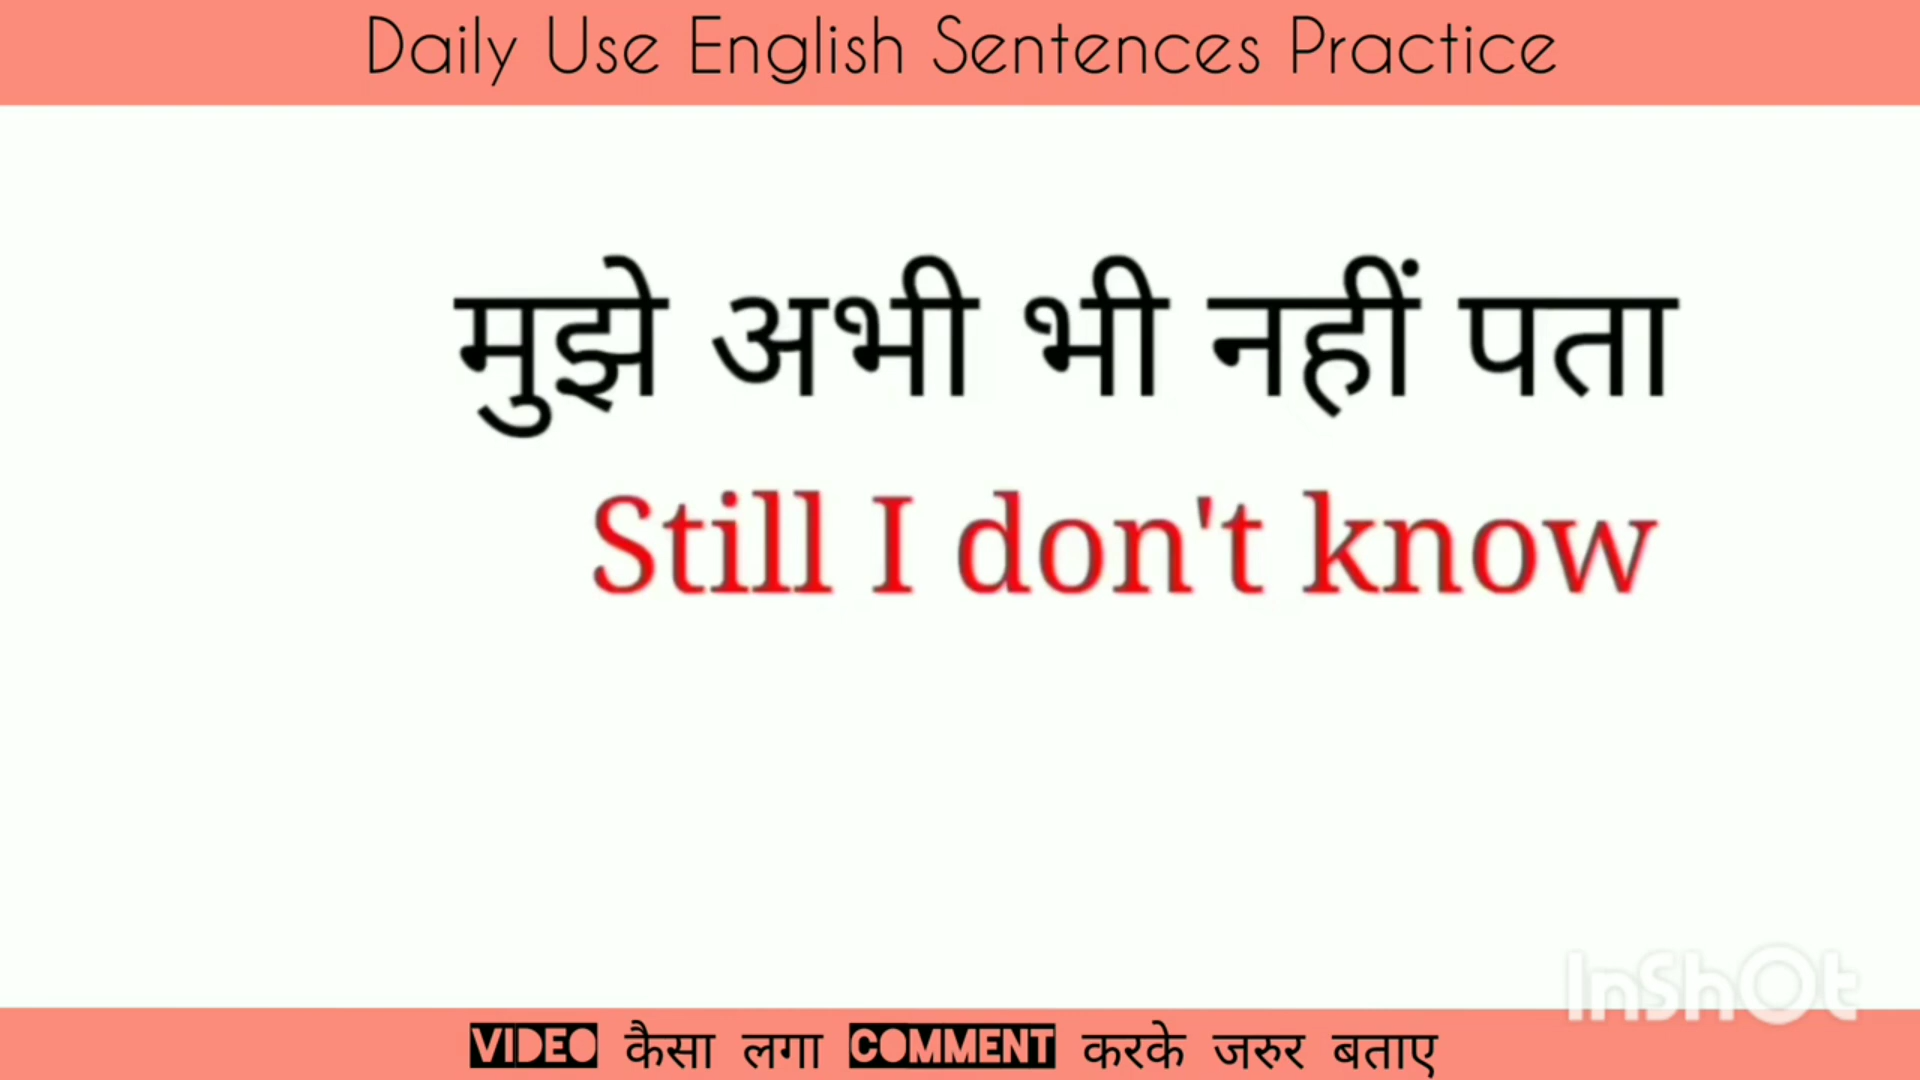 Daily Use English Sentences Practice
मुझे अभी भी नहीं पता
Still I don't know
InShOt
VIDEO कैसा लगा COMMENT करके जरुर बताए